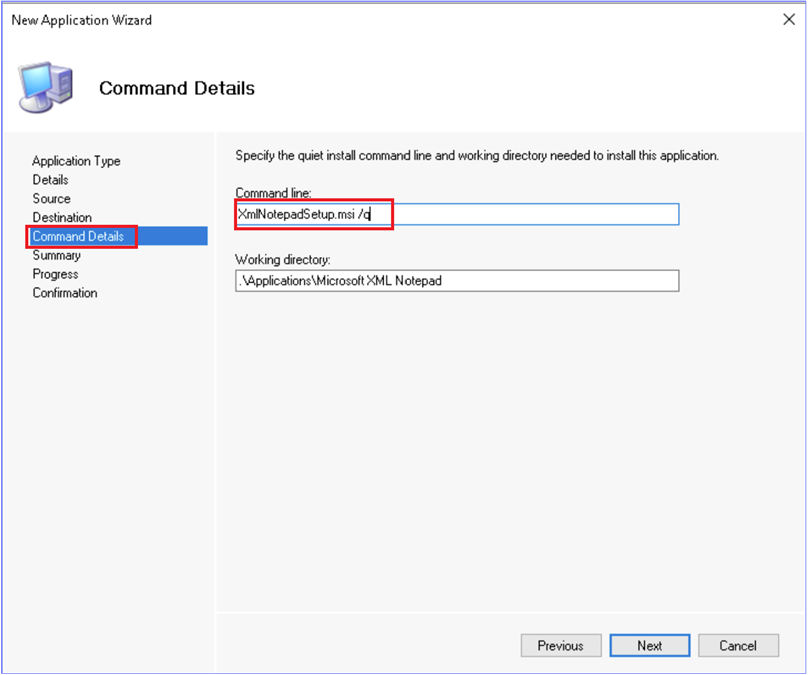 New Application Wizard
Command Details
Application Type
Details
Source
Destination
Command Details
Summary
Progress
Confirmation
Specify the quiet install command line and working directory needed to install this application.
Command line:
XmlNotepadSetup.msi /q
Working directory:
.\Applications\Microsoft XML Notepad
Previous
Next
Cancel